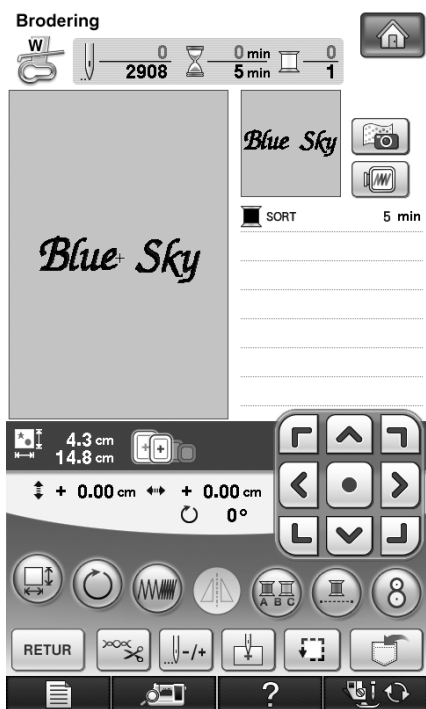 Brodering
W 0 0 min 0
2908 5 min 1
Blue Sky
SORT 5 min
Blue Sky
4.3 cm
14.8 cm
+ 0.00 cm + 0.00 cm
0°
A B C 8
RETUR -/+
? i